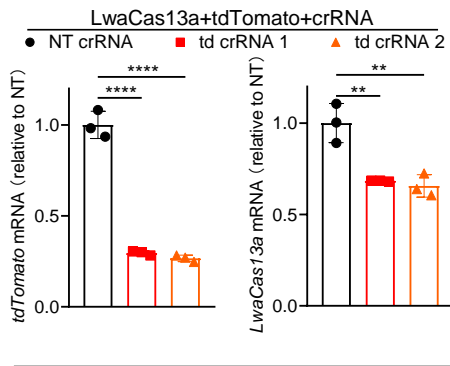 LwaCas13a+tdTomato+crRNA
NT crRNA td crRNA 1 td crRNA 2
tdTomato mRNA (relative to NT)
****
****
1.0
0.5
0.0
LwaCas13a mRNA (relative to NT)
**
**
1.0
0.5
0.0